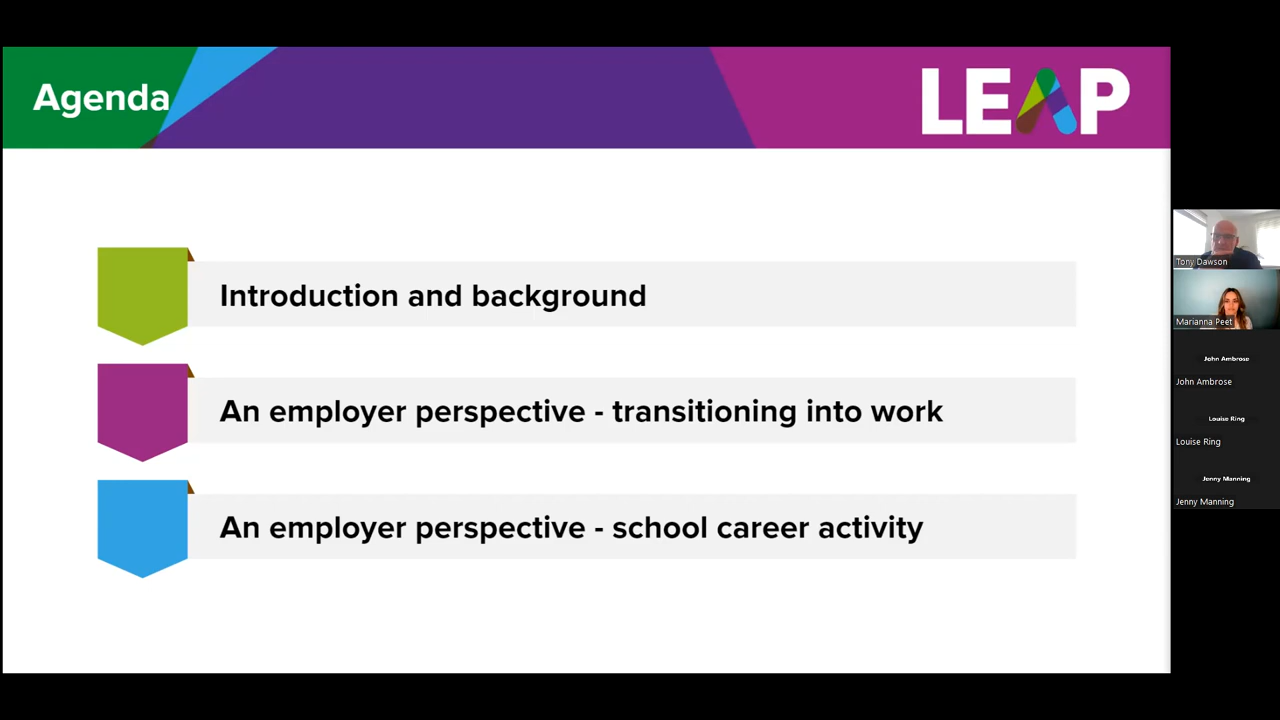 Agenda
LEAP
Introduction and background
An employer perspective - transitioning into work
An employer perspective - school career activity
Tony Dawson
Marianna Peet
John Ambrose
John Ambrose
Louise Ring
Louise Ring
Jenny Manning
Jenny Manning